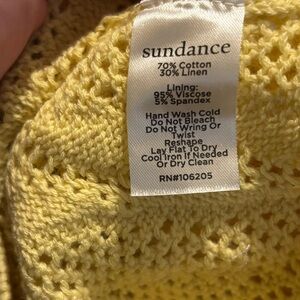 sundance
70% Cotton
30% Linen
Lining:
95% Viscose
5% Spandex
Hand Wash Cold
Do Not Bleach
Do Not Wring Or
Twist
Reshape
Lay Flat To Dry
Cool Iron If Needed
Or Dry Clean
RN#106205